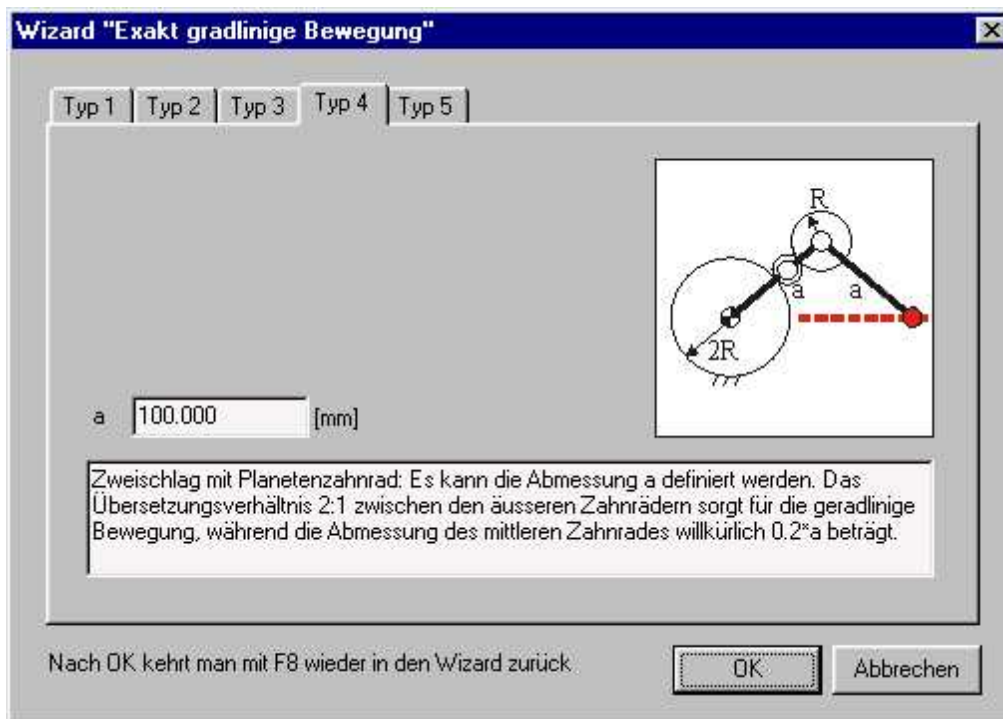 Wizard "Exakt gradlinige Bewegung"
Typ 1 Typ 2 Typ 3 Typ 4 Typ 5
R
a a
2R
a 100.000 [mm]
Zweischlag mit Planetenzahnrad: Es kann die Abmessung a definiert werden. Das
Übersetzungsverhältnis 2:1 zwischen den äusseren Zahnrädern sorgt für die geradlinige
Bewegung, während die Abmessung des mittleren Zahnrades willkürlich 0.2*a beträgt.
Nach OK kehrt man mit F8 wieder in den Wizard zurück
OK Abbrechen